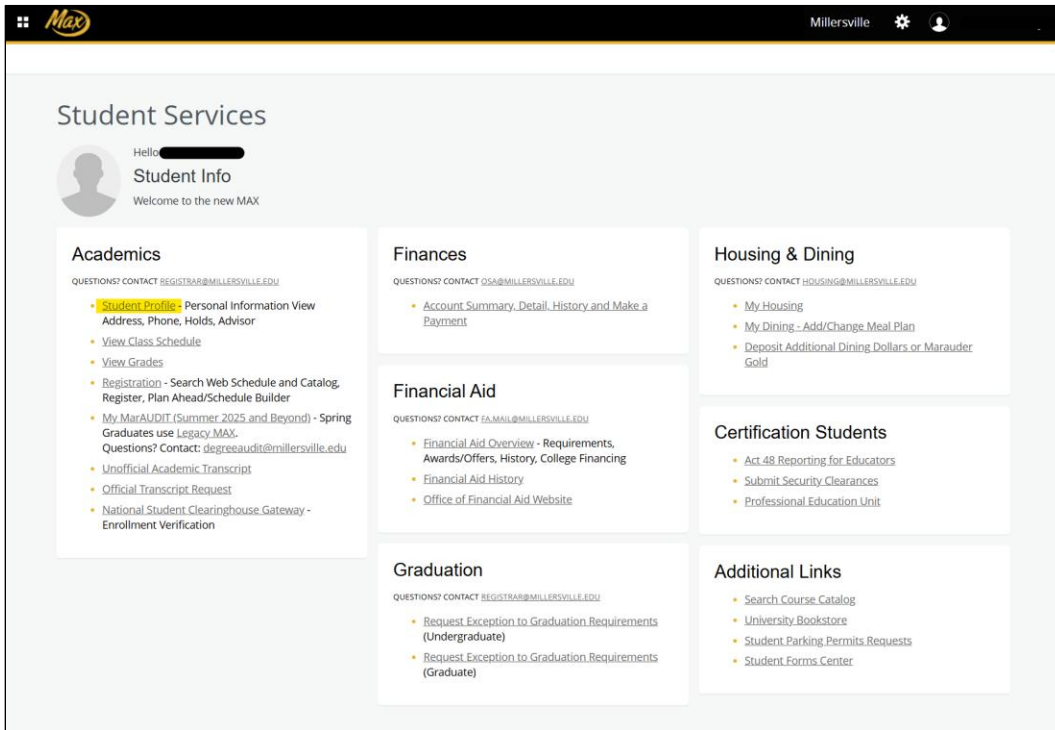 Max
Millersville
Student Services
Hello
Student Info
Welcome to the new MAX
Academics
QUESTIONS? CONTACT REGISTRAR@MILLERSVILLE.EDU
Student Profile - Personal Information View
Address, Phone, Holds, Advisor
View Class Schedule
View Grades
Registration - Search Web Schedule and Catalog,
Register, Plan Ahead/Schedule Builder
My MarAUDIT (Summer 2025 and Beyond) - Spring
Graduates use Legacy MAX.
Questions? Contact: degreeaudit@millersville.edu
Unofficial Academic Transcript
Official Transcript Request
National Student Clearinghouse Gateway -
Enrollment Verification
Finances
QUESTIONS? CONTACT OSA@MILLERSVILLE.EDU
Account Summary, Detail, History and Make a
Payment
Financial Aid
QUESTIONS? CONTACT FA.MAIL@MILLERSVILLE.EDU
Financial Aid Overview - Requirements,
Awards/Offers, History, College Financing
Financial Aid History
Office of Financial Aid Website
Graduation
QUESTIONS? CONTACT REGISTRAR@MILLERSVILLE.EDU
Request Exception to Graduation Requirements
(Undergraduate)
Request Exception to Graduation Requirements
(Graduate)
Housing & Dining
QUESTIONS? CONTACT HOUSING@MILLERSVILLE.EDU
My Housing
My Dining - Add/Change Meal Plan
Deposit Additional Dining Dollars or Marauder
Gold
Certification Students
Act 48 Reporting for Educators
Submit Security Clearances
Professional Education Unit
Additional Links
Search Course Catalog
University Bookstore
Student Parking Permits Requests
Student Forms Center